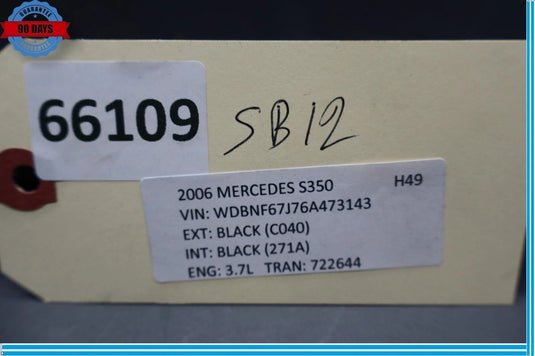 GUARANTEE
90 DAYS
GUARANTEE
66109
SB12
2006 MERCEDES S350 H49
VIN: WDBNF67J76A473143
EXT: BLACK (C040)
INT: BLACK (271A)
ENG: 3.7L TRAN: 722644